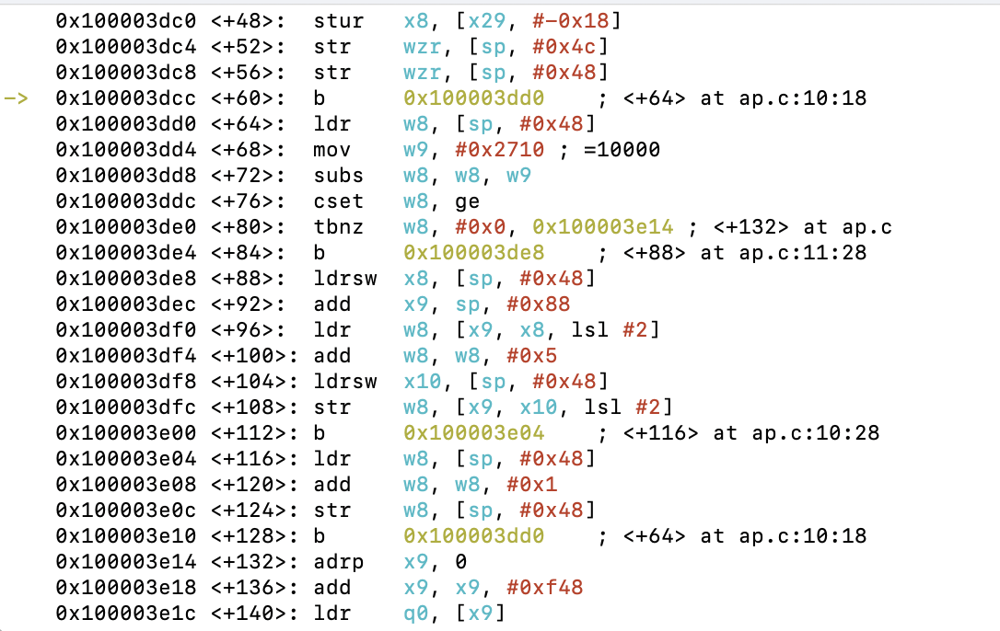 0x100003dc0 <+48>: stur x8, [x29, #-0x18]
0x100003dc4 <+52>: str wzr, [sp, #0x4c]
0x100003dc8 <+56>: str wzr, [sp, #0x48]
-> 0x100003dcc <+60>: b 0x100003dd0 ; <+64> at ap.c:10:18
0x100003dd0 <+64>: ldr w8, [sp, #0x48]
0x100003dd4 <+68>: mov w9, #0x2710 ; =10000
0x100003dd8 <+72>: subs w8, w8, w9
0x100003ddc <+76>: cset w8, ge
0x100003de0 <+80>: tbnz w8, #0x0, 0x100003e14 ; <+132> at ap.c
0x100003de4 <+84>: b 0x100003de8 ; <+88> at ap.c:11:28
0x100003de8 <+88>: ldrsw x8, [sp, #0x48]
0x100003dec <+92>: add x9, sp, #0x88
0x100003df0 <+96>: ldr w8, [x9, x8, lsl #2]
0x100003df4 <+100>: add w8, w8, #0x5
0x100003df8 <+104>: ldrsw x10, [sp, #0x48]
0x100003dfc <+108>: str w8, [x9, x10, lsl #2]
0x100003e00 <+112>: b 0x100003e04 ; <+116> at ap.c:10:28
0x100003e04 <+116>: ldr w8, [sp, #0x48]
0x100003e08 <+120>: add w8, w8, #0x1
0x100003e0c <+124>: str w8, [sp, #0x48]
0x100003e10 <+128>: b 0x100003dd0 ; <+64> at ap.c:10:18
0x100003e14 <+132>: adrp x9, 0
0x100003e18 <+136>: add x9, x9, #0xf48
0x100003e1c <+140>: ldr q0, [x9]